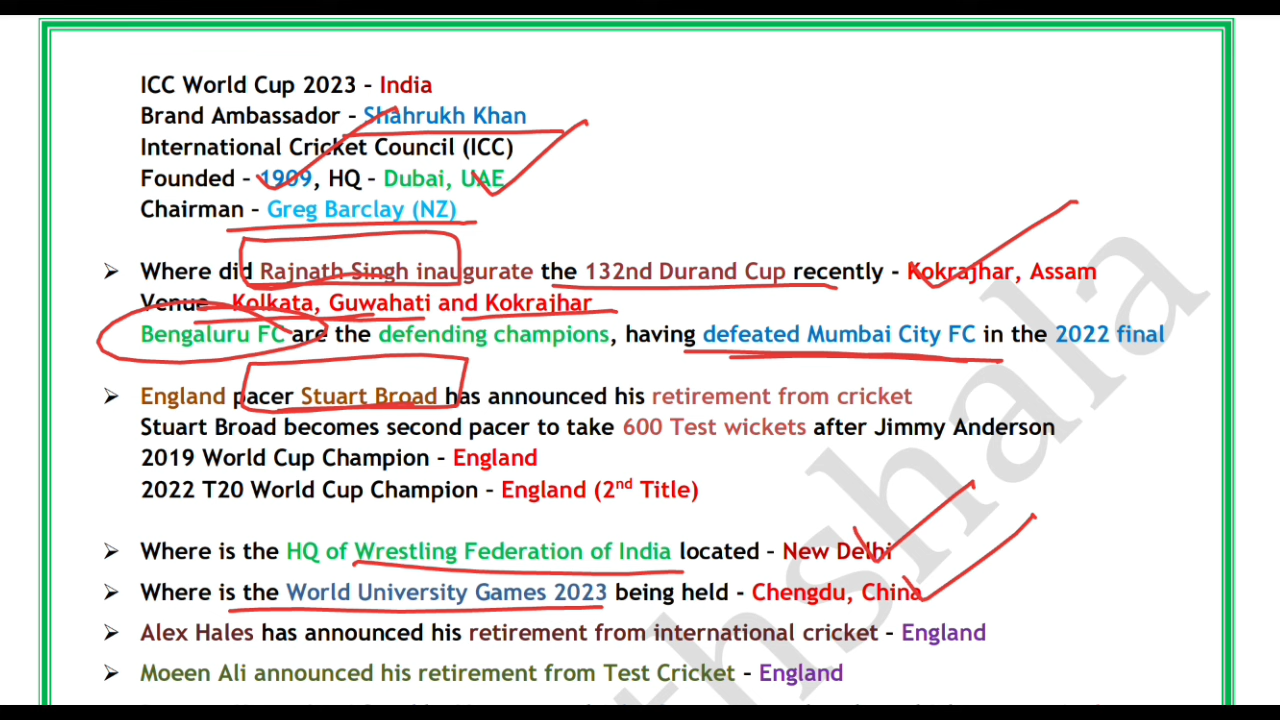 ICC World Cup 2023 – India
Brand Ambassador – Shahrukh Khan
International Cricket Council (ICC)
Founded – 1909, HQ – Dubai, UAE
Chairman – Greg Barclay (NZ)
➢ Where did Rajnath Singh inaugurate the 132nd Durand Cup recently – Kokrajhar, Assam
Venue – Kolkata, Guwahati and Kokrajhar
Bengaluru FC are the defending champions, having defeated Mumbai City FC in the 2022 final
➢ England pacer Stuart Broad has announced his retirement from cricket
Stuart Broad becomes second pacer to take 600 Test wickets after Jimmy Anderson
2019 World Cup Champion – England
2022 T20 World Cup Champion – England (2nd Title)
➢ Where is the HQ of Wrestling Federation of India located – New Delhi
➢ Where is the World University Games 2023 being held - Chengdu, China
➢ Alex Hales has announced his retirement from international cricket – England
➢ Moeen Ali announced his retirement from Test Cricket – England